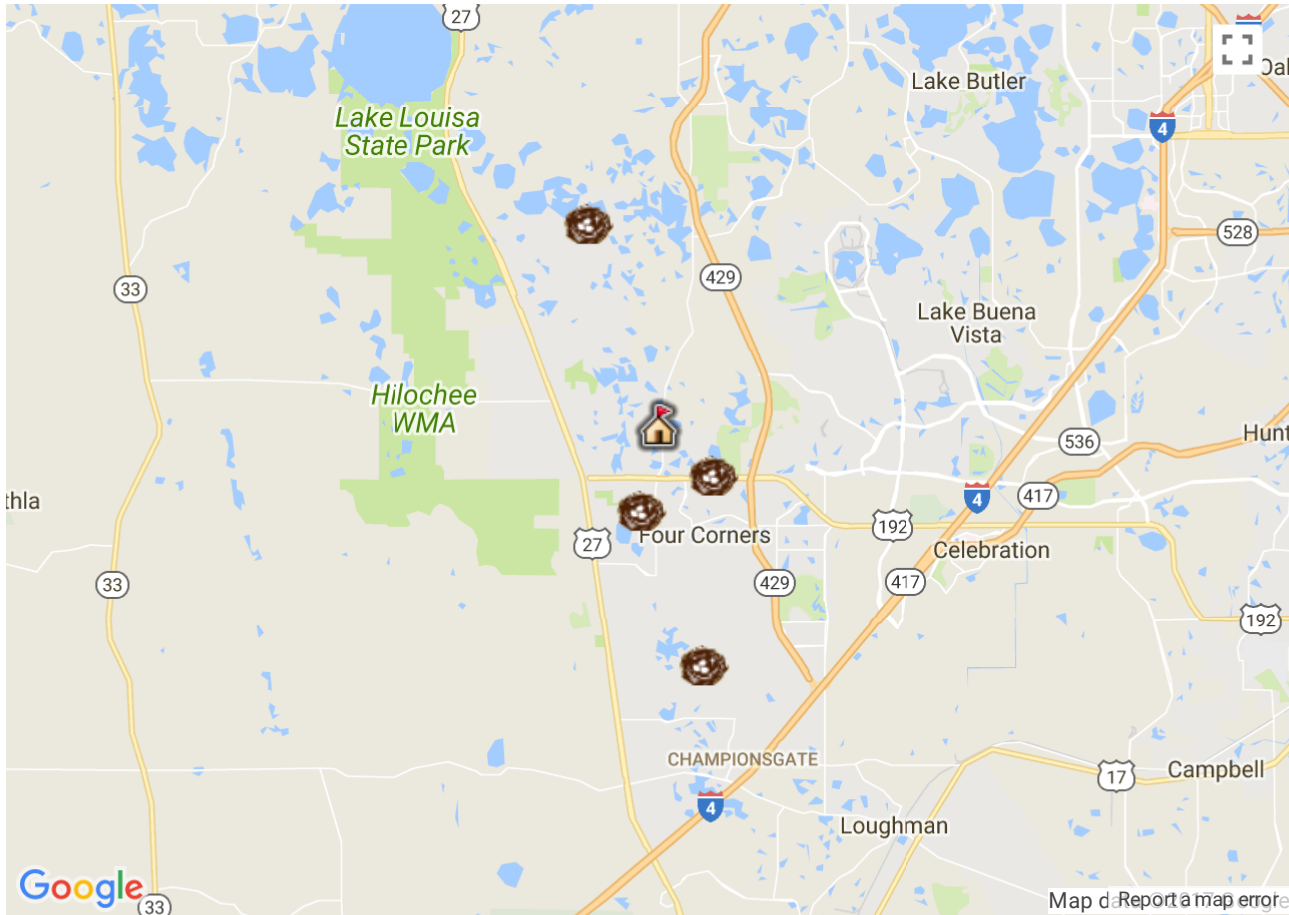 27
Lake Butler
Lake Louisa
State Park
4
528
429
33
Lake Buena
Vista
Hilochee
WMA
536
4
417
thla
192
Four Corners
27
Celebration
33
429
417
192
CHAMPIONSGATE
17
Campbell
4
Loughman
Google
33
Map d
Report a map error